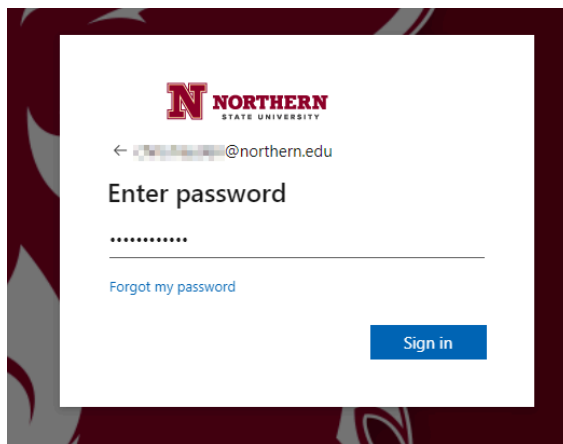 N NORTHERN
STATE UNIVERSITY
← @northern.edu
Enter password
••••••••••••
Forgot my password
Sign in
N